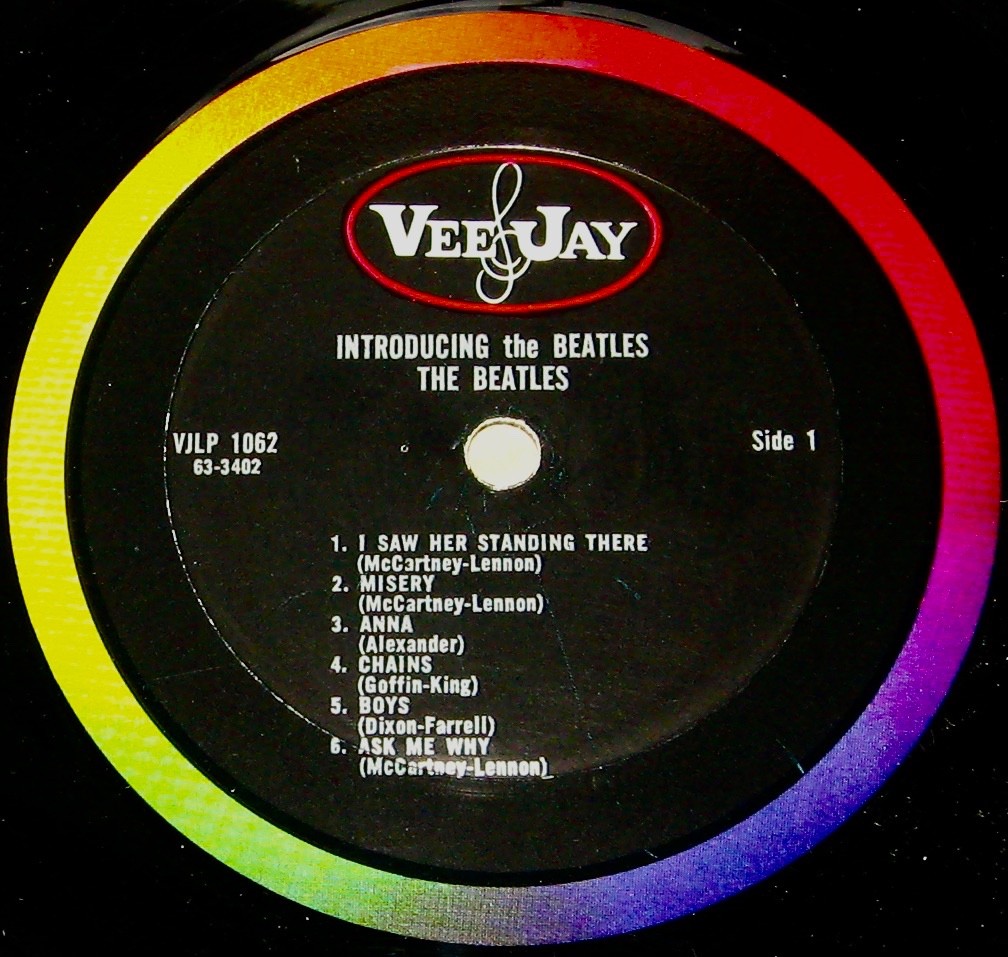 VEE JAY
INTRODUCING the BEATLES
THE BEATLES
VJLP 1062
63-3402
Side 1
1. I SAW HER STANDING THERE
(McCartney-Lennon)
2. MISERY
(McCartney-Lennon)
3. ANNA
(Alexander)
4. CHAINS
(Goffin-King)
5. BOYS
(Dixon-Farrell)
6. ASK ME WHY
(McCartney-Lennon)